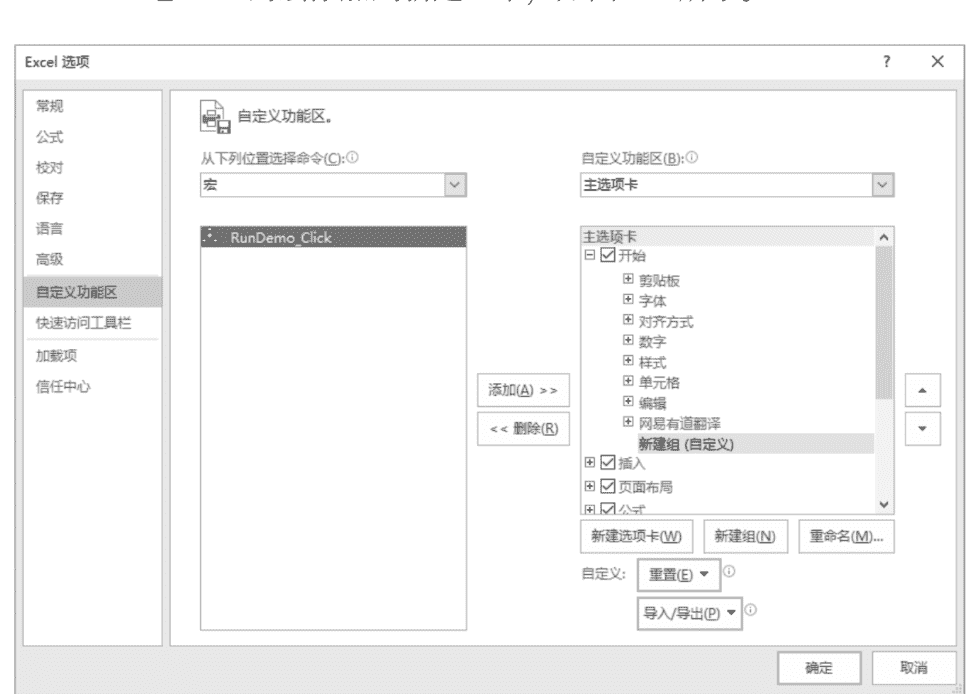 Excel 选项
? ×
常规
公式
校对
保存
语言
高级
自定义功能区
快速访问工具栏
加载项
信任中心
自定义功能区。
从下列位置选择命令(C):
宏
RunDemo_Click
添加(A) >>
<< 删除(R)
自定义功能区(B):
主选项卡
主选项卡
开始
剪贴板
字体
对齐方式
数字
样式
单元格
编辑
网易有道翻译
新建组 (自定义)
插入
页面布局
公式
新建选项卡(W) 新建组(N) 重命名(M)...
自定义: 重置(E)
导入/导出(P)
确定 取消